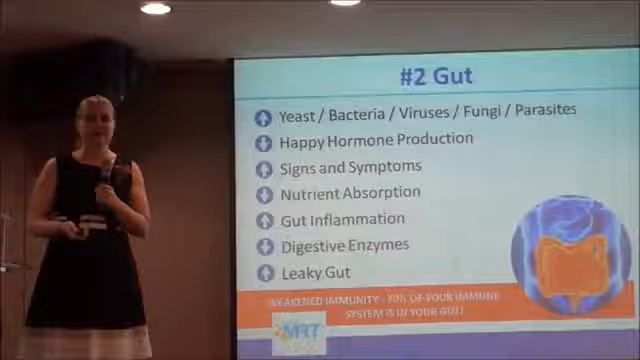 #2 Gut
Yeast / Bacteria / Viruses / Fungi / Parasites
Happy Hormone Production
Signs and Symptoms
Nutrient Absorption
Gut Inflammation
Digestive Enzymes
Leaky Gut
WEAKENED IMMUNITY - 70% OF YOUR IMMUNE
SYSTEM IS IN YOUR GUT!
MRT